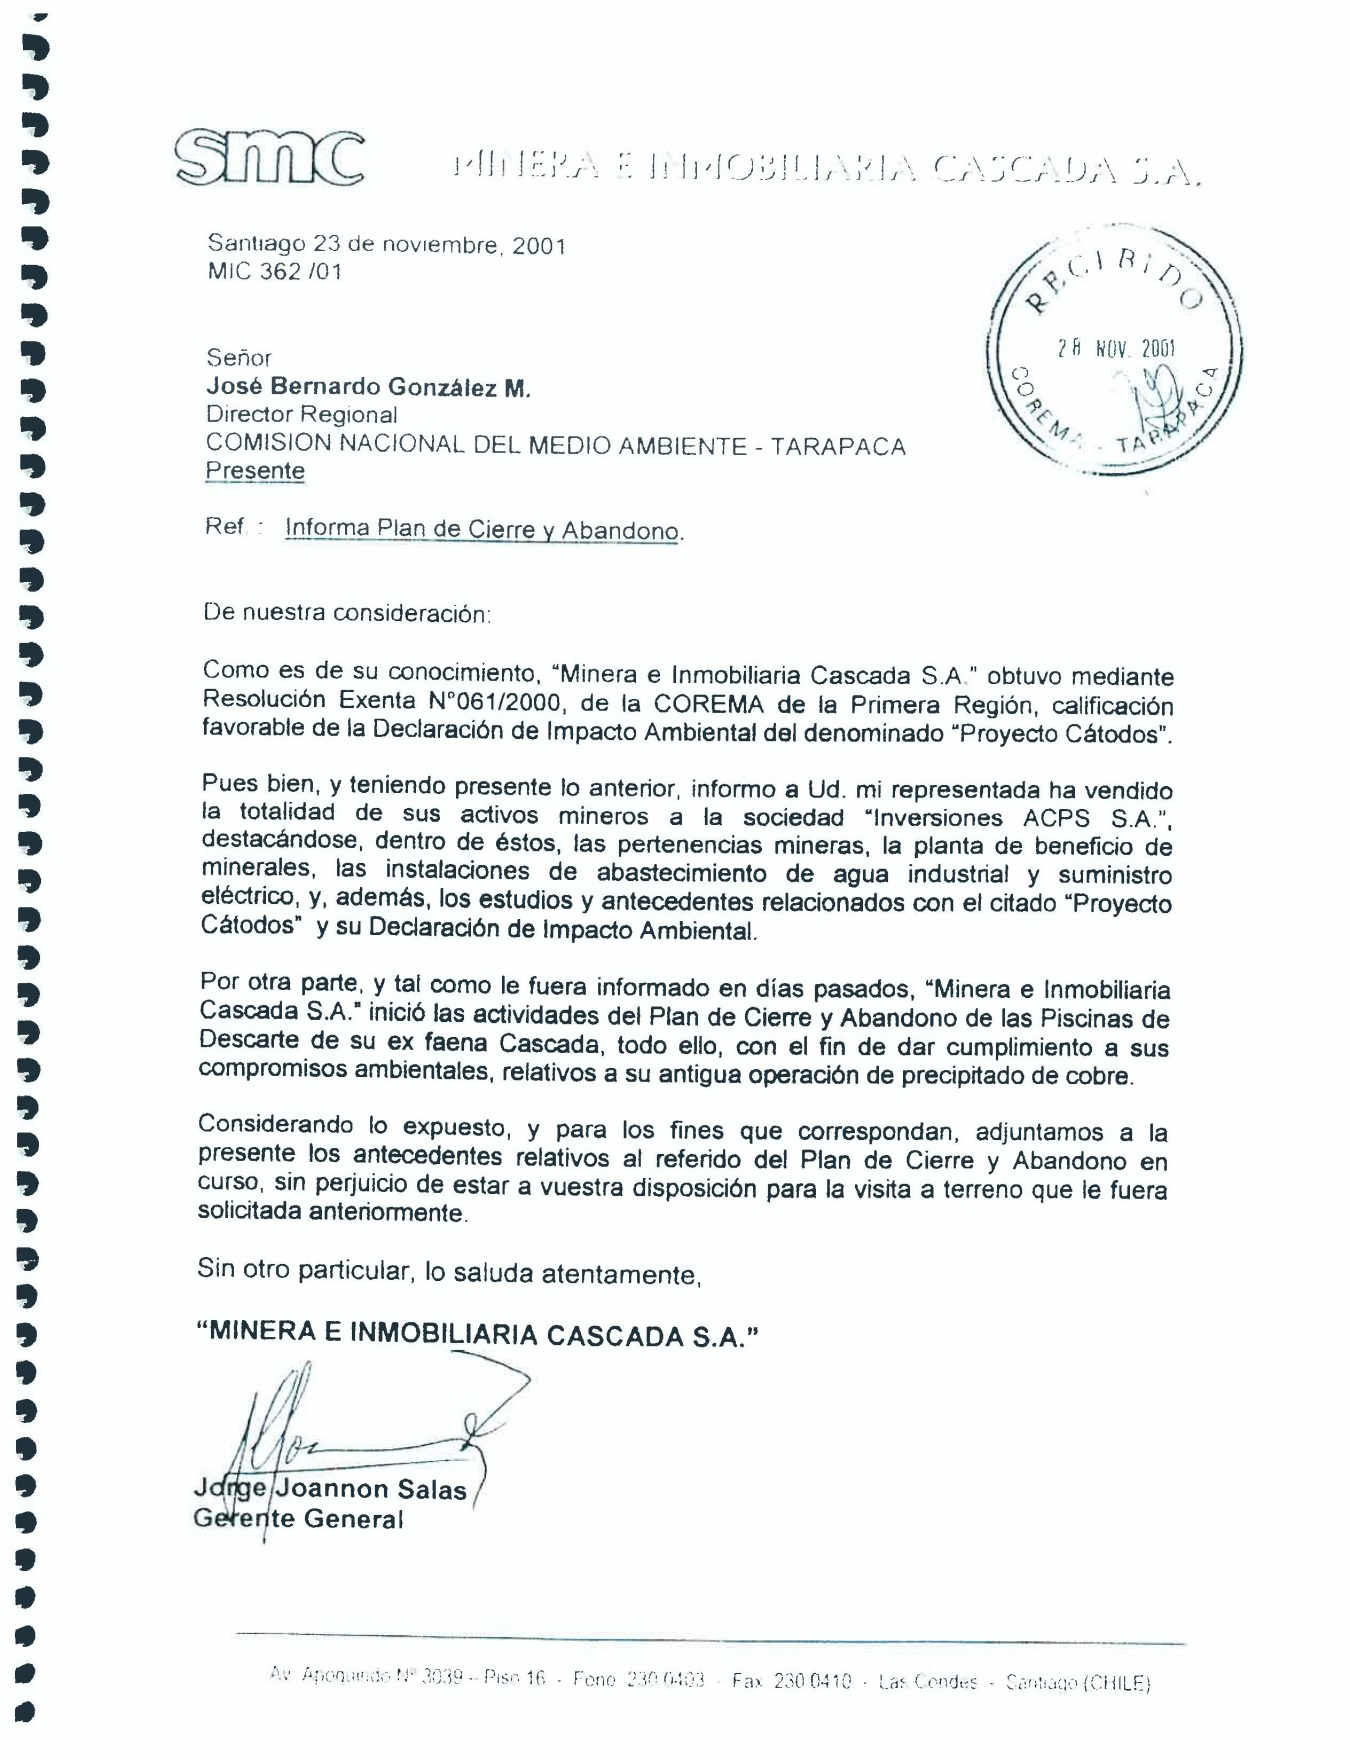 smc
MINERA E INMOBILIARIA CASCADA S.A.
Santiago 23 de noviembre, 2001
MIC 362 /01
RECIBIDO
28 NOV. 2001
COREMA - TARAPACA
Señor
José Bernardo González M.
Director Regional
COMISION NACIONAL DEL MEDIO AMBIENTE - TARAPACA
Presente
Ref. : Informa Plan de Cierre y Abandono.
De nuestra consideración:
Como es de su conocimiento, “Minera e Inmobiliaria Cascada S.A.” obtuvo mediante
Resolución Exenta N°061/2000, de la COREMA de la Primera Región, calificación
favorable de la Declaración de Impacto Ambiental del denominado “Proyecto Cátodos”.
Pues bien, y teniendo presente lo anterior, informo a Ud. mi representada ha vendido
la totalidad de sus activos mineros a la sociedad “Inversiones ACPS S.A.”,
destacándose, dentro de éstos, las pertenencias mineras, la planta de beneficio de
minerales, las instalaciones de abastecimiento de agua industrial y suministro
eléctrico, y, además, los estudios y antecedentes relacionados con el citado “Proyecto
Cátodos” y su Declaración de Impacto Ambiental.
Por otra parte, y tal como le fuera informado en días pasados, “Minera e Inmobiliaria
Cascada S.A.” inició las actividades del Plan de Cierre y Abandono de las Piscinas de
Descarte de su ex faena Cascada, todo ello, con el fin de dar cumplimiento a sus
compromisos ambientales, relativos a su antigua operación de precipitado de cobre.
Considerando lo expuesto, y para los fines que correspondan, adjuntamos a la
presente los antecedentes relativos al referido del Plan de Cierre y Abandono en
curso, sin perjuicio de estar a vuestra disposición para la visita a terreno que le fuera
solicitada anteriormente.
Sin otro particular, lo saluda atentamente,
“MINERA E INMOBILIARIA CASCADA S.A.”
Jorge Joannon Salas
Gerente General
Av. Apoquindo N° 3039 – Piso 16 - Fono 230 0403 - Fax 230 0410 - Las Condes - Santiago (CHILE)